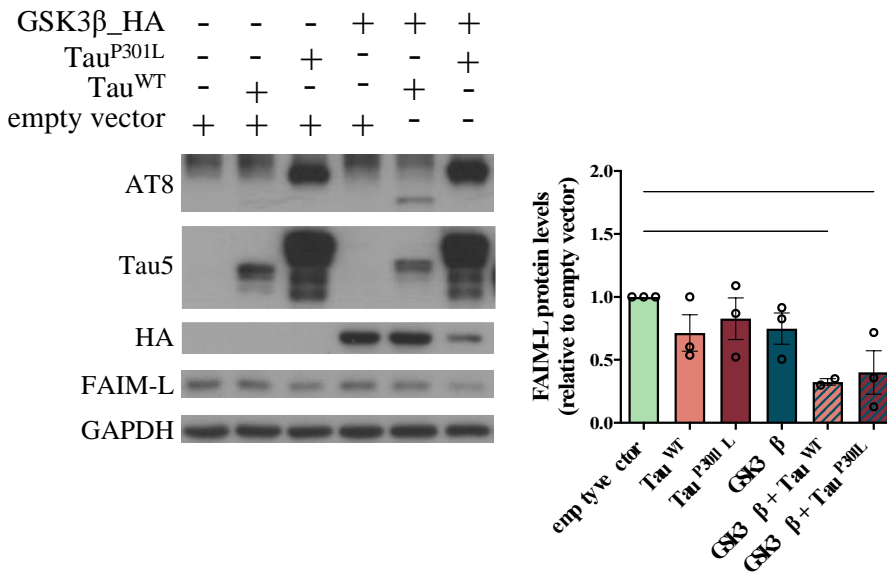 GSK3β_HA - - - + + +
Tau^P301L - - + - - +
Tau^WT - + - - + -
empty vector + + + + - -
AT8
Tau5
HA
FAIM-L
GAPDH
FAIM-L protein levels
(relative to empty vector)
2.0
1.5
1.0
0.5
0.0
emptyve ctor
Tau WT
Tau P301 L
GSK3 β
GSK3 β + Tau WT
GSK3 β + Tau P301L